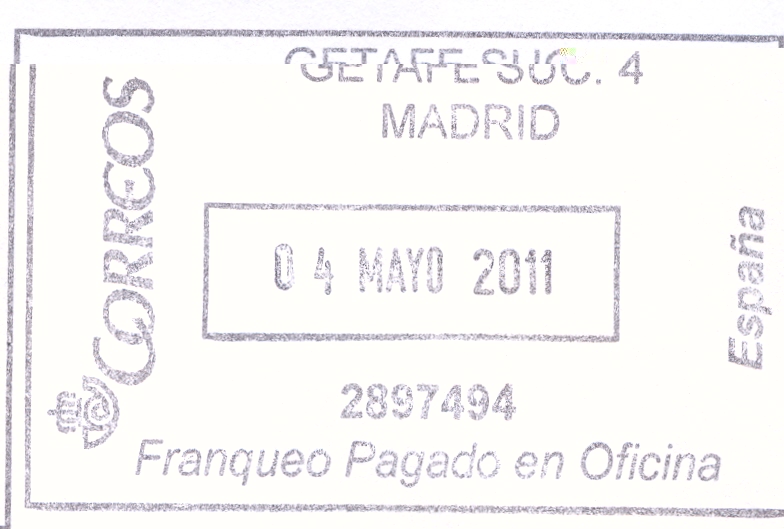 GETAFE SUC. 4
MADRID
CORREOS
04 MAYO 2011
España
2897494
Franqueo Pagado en Oficina